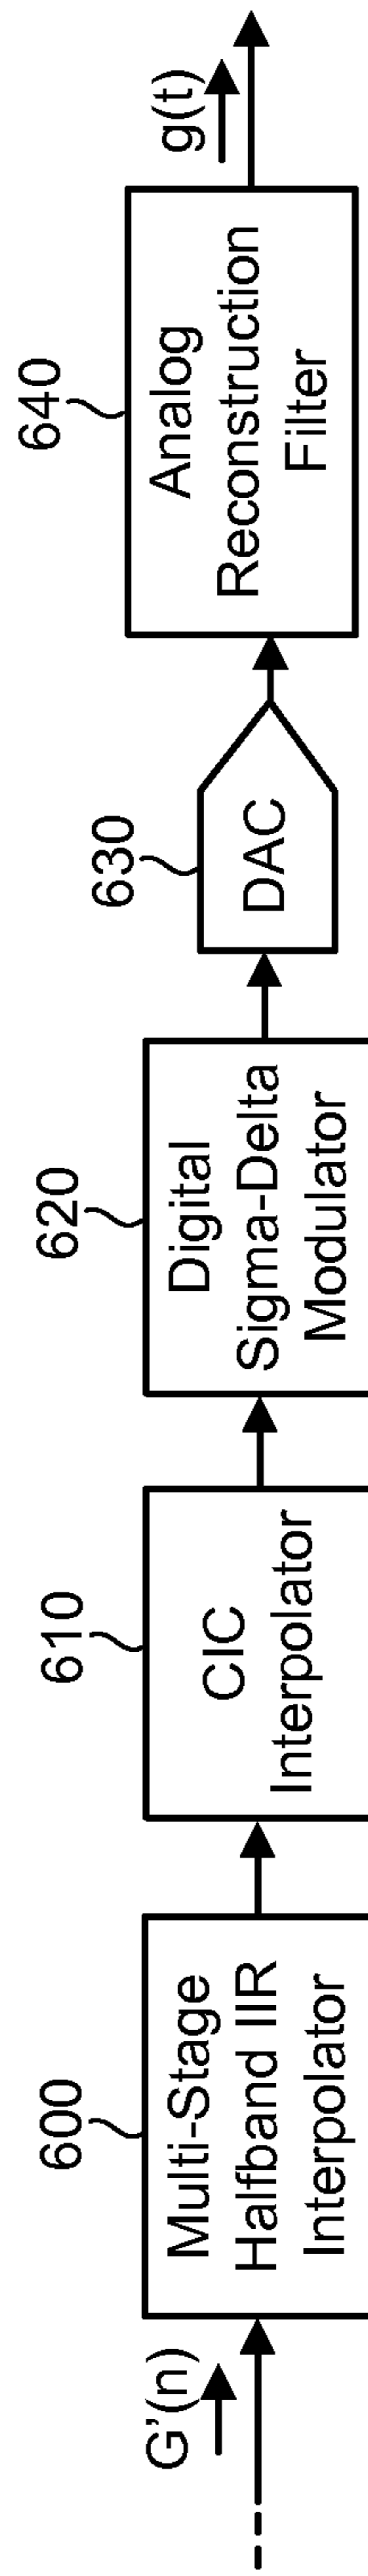 G'(n)
600
Multi-Stage
Halfband IIR
Interpolator
610
CIC
Interpolator
620
Digital
Sigma-Delta
Modulator
630
DAC
640
Analog
Reconstruction
Filter
g(t)